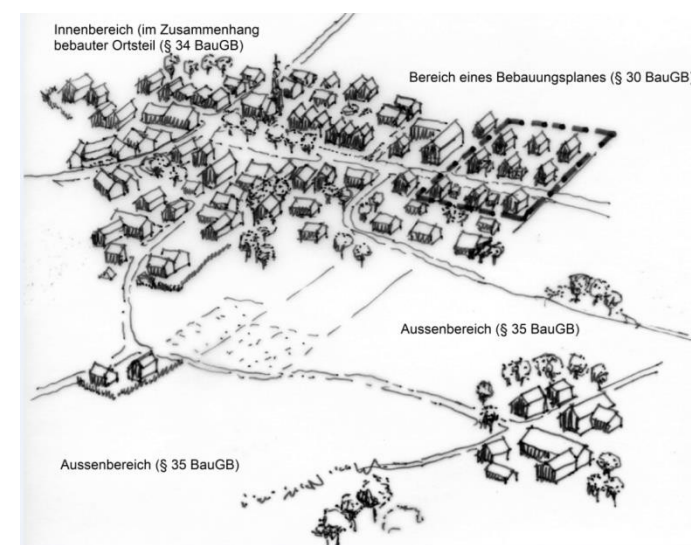 Innenbereich (im Zusammenhang
bebauter Ortsteil (§ 34 BauGB)
Bereich eines Bebauungsplanes (§ 30 BauGB)
Aussenbereich (§ 35 BauGB)
Aussenbereich (§ 35 BauGB)